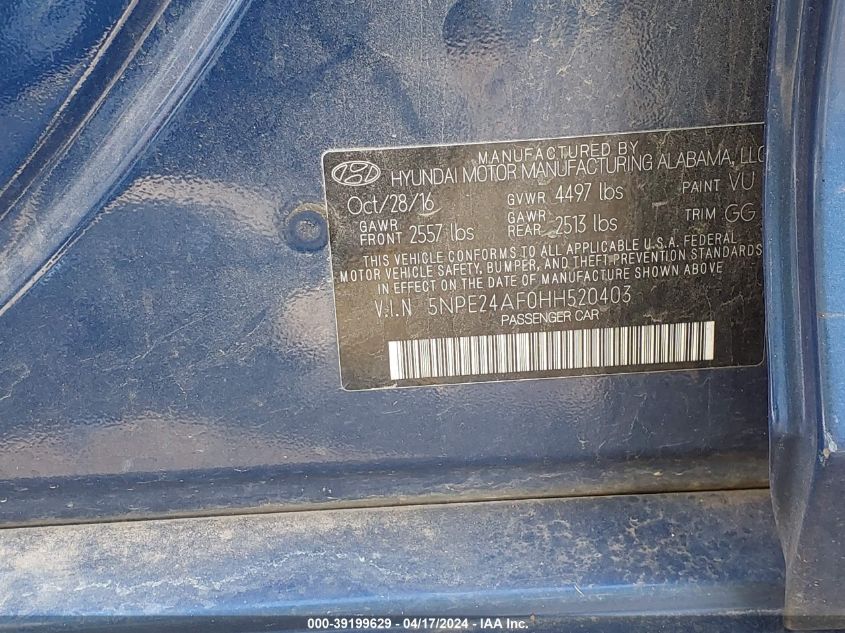 MANUFACTURED BY
HYUNDAI MOTOR MANUFACTURING ALABAMA, LLC
Oct/28/16 GVWR 4497 lbs PAINT VU
GAWR FRONT 2557 lbs GAWR REAR 2513 lbs TRIM GG
THIS VEHICLE CONFORMS TO ALL APPLICABLE U.S.A. FEDERAL
MOTOR VEHICLE SAFETY, BUMPER, AND THEFT PREVENTION STANDARDS
IN EFFECT ON THE DATE OF MANUFACTURE SHOWN ABOVE
V.I.N 5NPE24AF0HH520403
PASSENGER CAR
000-39199629 - 04/17/2024 - www.iaai.com